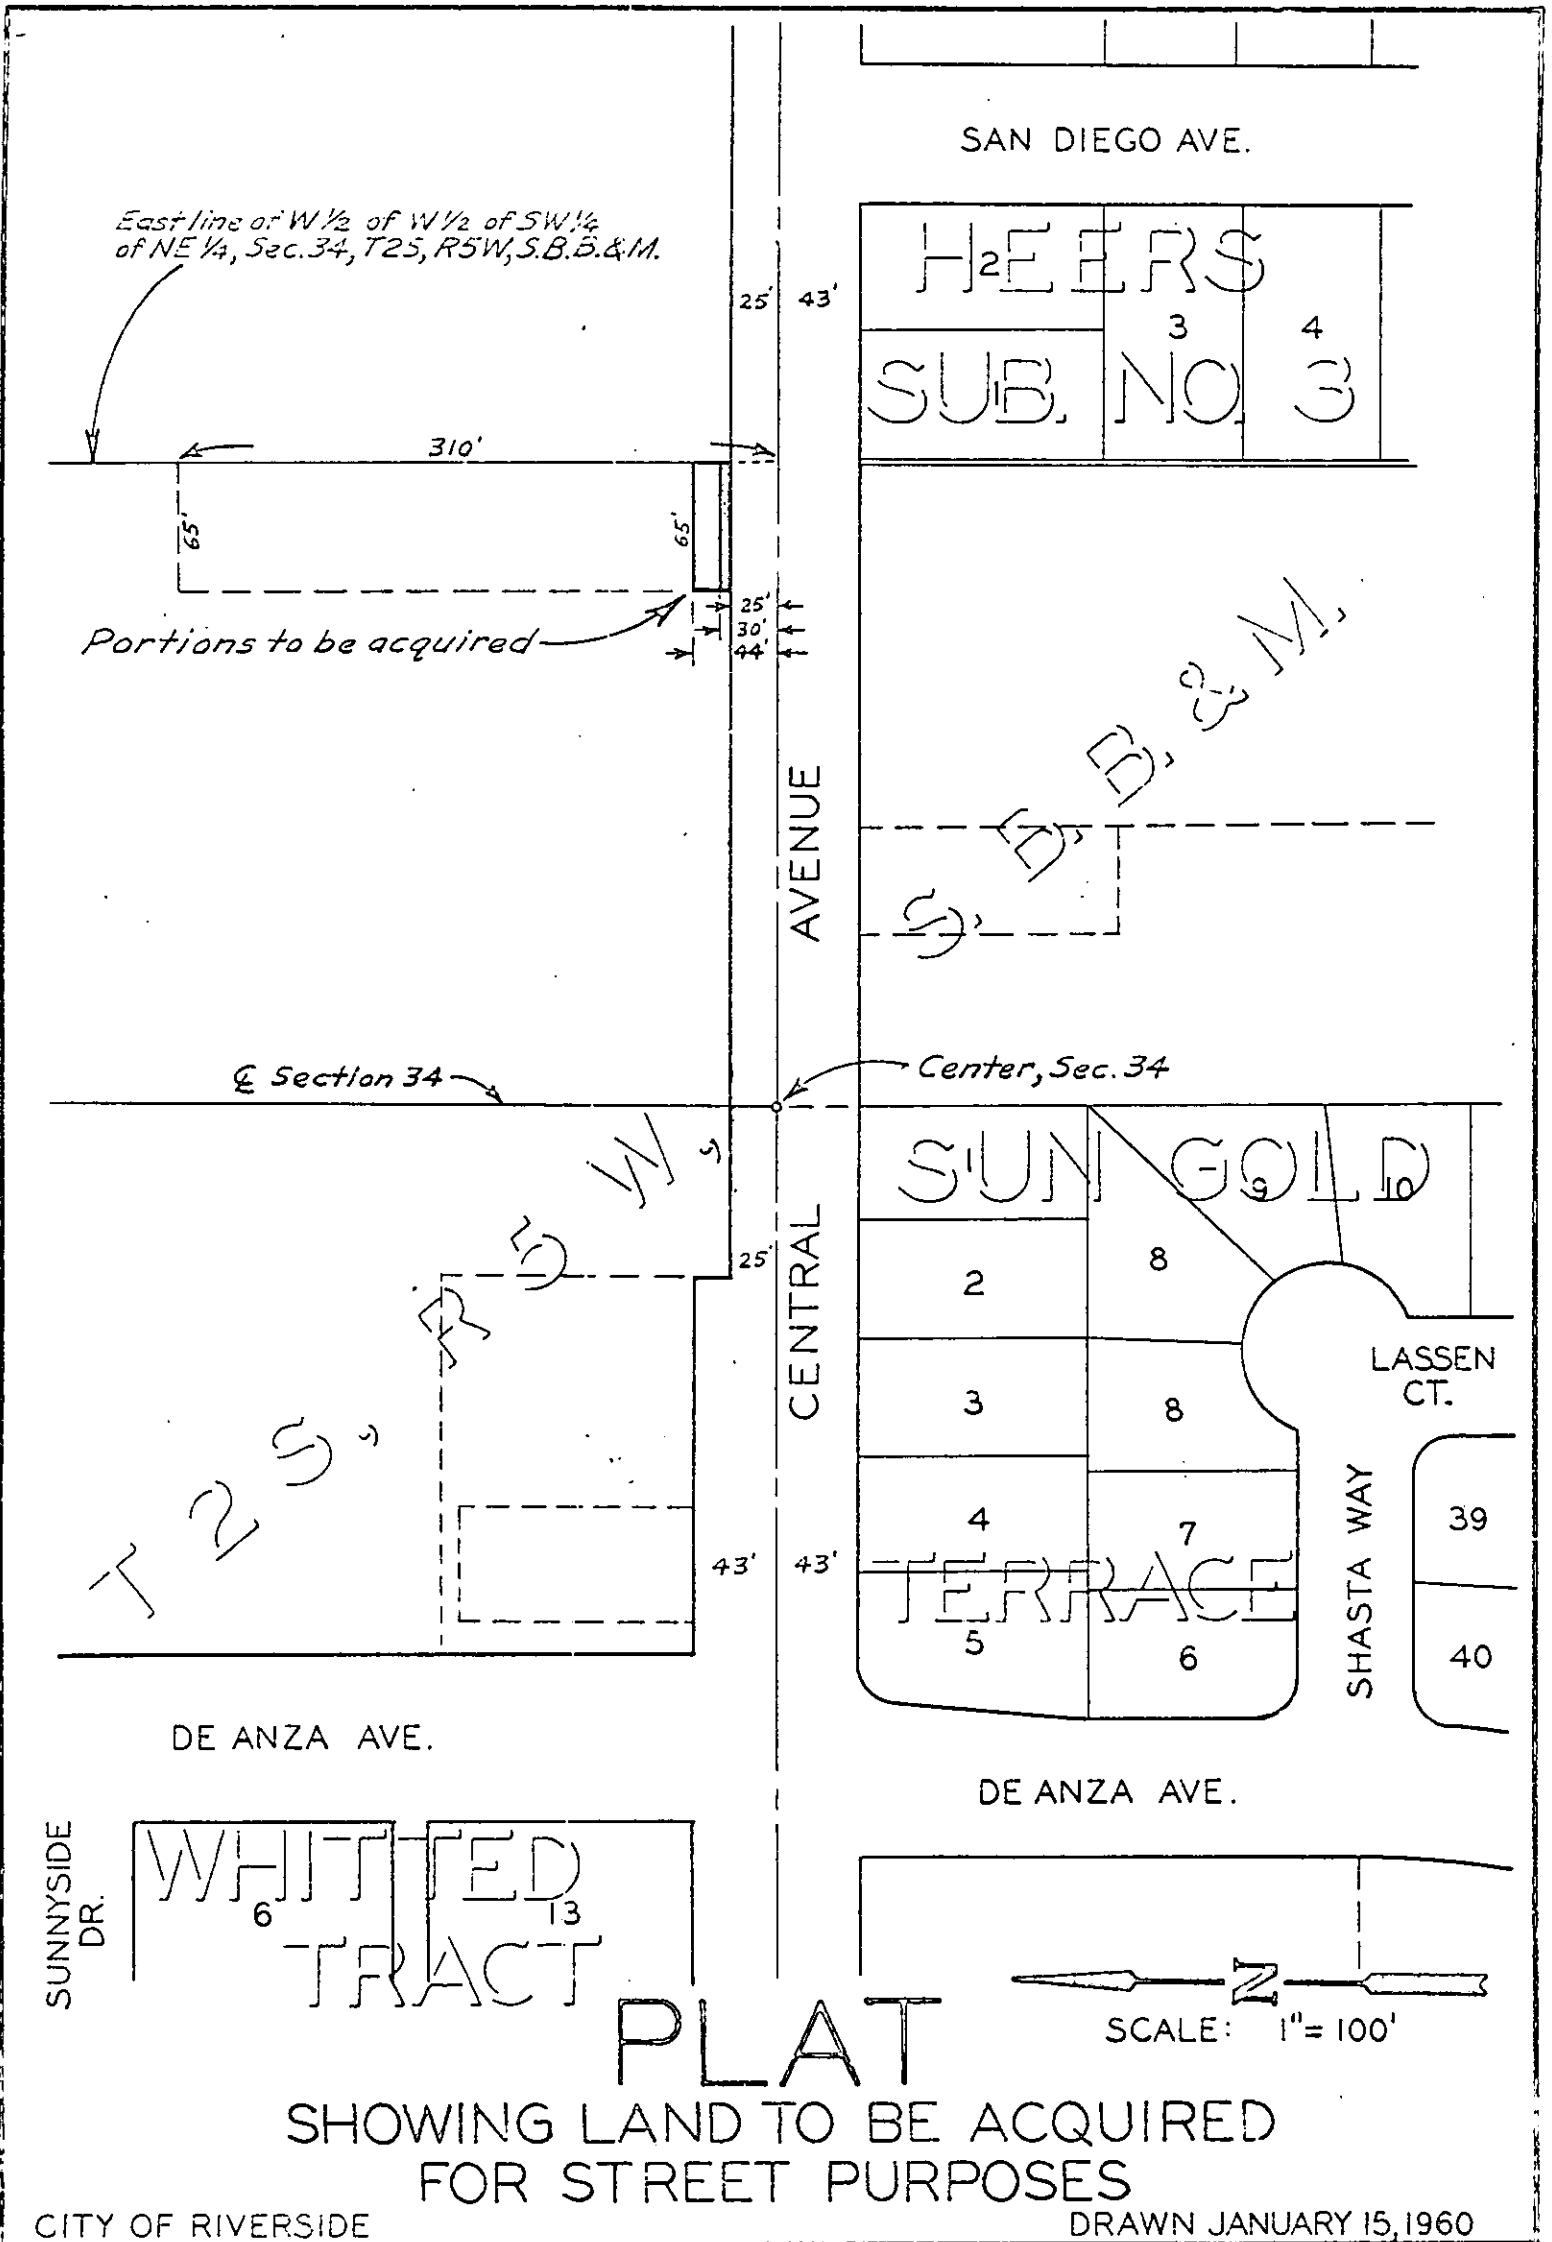 SAN DIEGO AVE.
East line of W 1/2 of W 1/2 of SW 1/4
of NE 1/4, Sec. 34, T2S, R5W, S.B.B.&M.
HEERS
2
25' 43'
3 4
SUB. NO. 3
1
310'
65' 65'
25'
30'
44'
Portions to be acquired
S. B. B. & M.
AVENUE
℄ Section 34
Center, Sec. 34
T2S, R5W,
SUN GOLD
1 9 10
25'
2 8
CENTRAL
LASSEN
CT.
3 8
4 7
43' 43'
TERRACE
5 6
SHASTA WAY
39
40
DE ANZA AVE.
DE ANZA AVE.
SUNNYSIDE
DR.
WHITTED
6 13
TRACT
N
SCALE: 1"= 100'
PLAT
SHOWING LAND TO BE ACQUIRED
FOR STREET PURPOSES
CITY OF RIVERSIDE DRAWN JANUARY 15, 1960